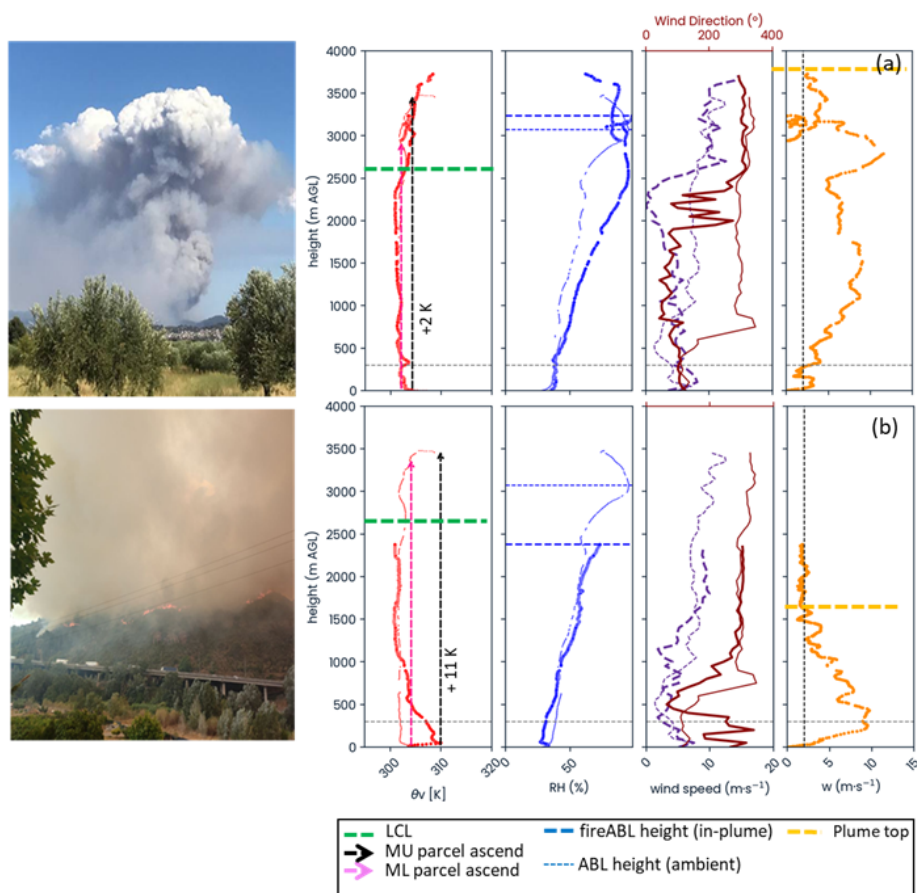 Wind Direction (º)
0 200 400
(a)
4000
3500
3000
2500
2000
1500
1000
500
0
height (m AGL)
+2 K
(b)
4000
3500
3000
2500
2000
1500
1000
500
0
height (m AGL)
+ 11 K
300 310 320
θv [K]
50
RH (%)
0 10 20
wind speed (m·s⁻¹)
0 5 10 15
w (m·s⁻¹)
LCL
MU parcel ascend
ML parcel ascend
fireABL height (in-plume)
ABL height (ambient)
Plume top